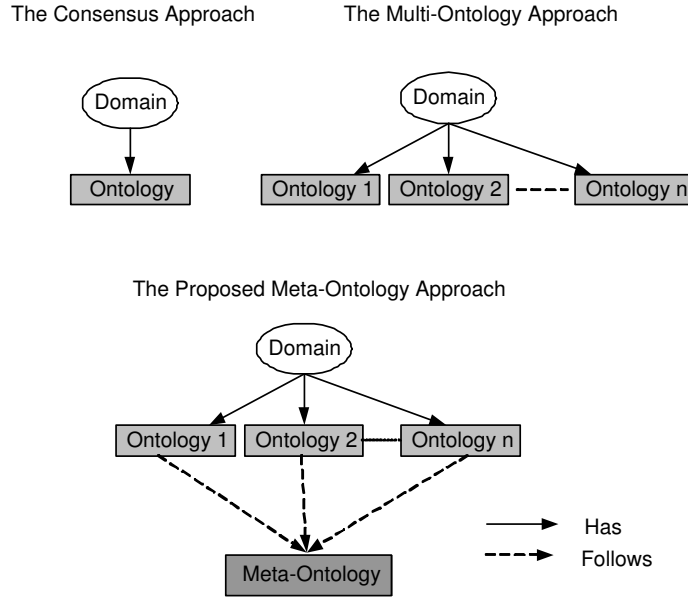 The Consensus Approach
The Multi-Ontology Approach
Domain
Domain
Ontology
Ontology 1
Ontology 2
Ontology n
The Proposed Meta-Ontology Approach
Domain
Ontology 1
Ontology 2
Ontology n
Has
Follows
Meta-Ontology